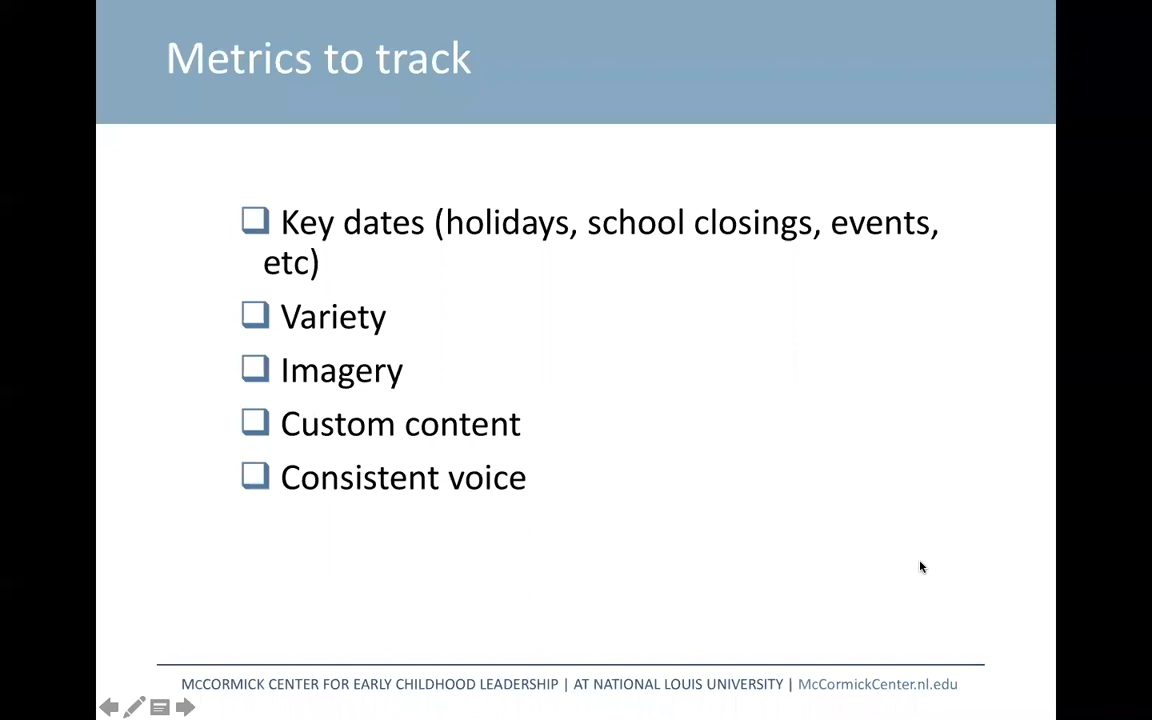 Metrics to track
Key dates (holidays, school closings, events,
etc)
Variety
Imagery
Custom content
Consistent voice
McCORMICK CENTER FOR EARLY CHILDHOOD LEADERSHIP | AT NATIONAL LOUIS UNIVERSITY | McCormickCenter.nl.edu